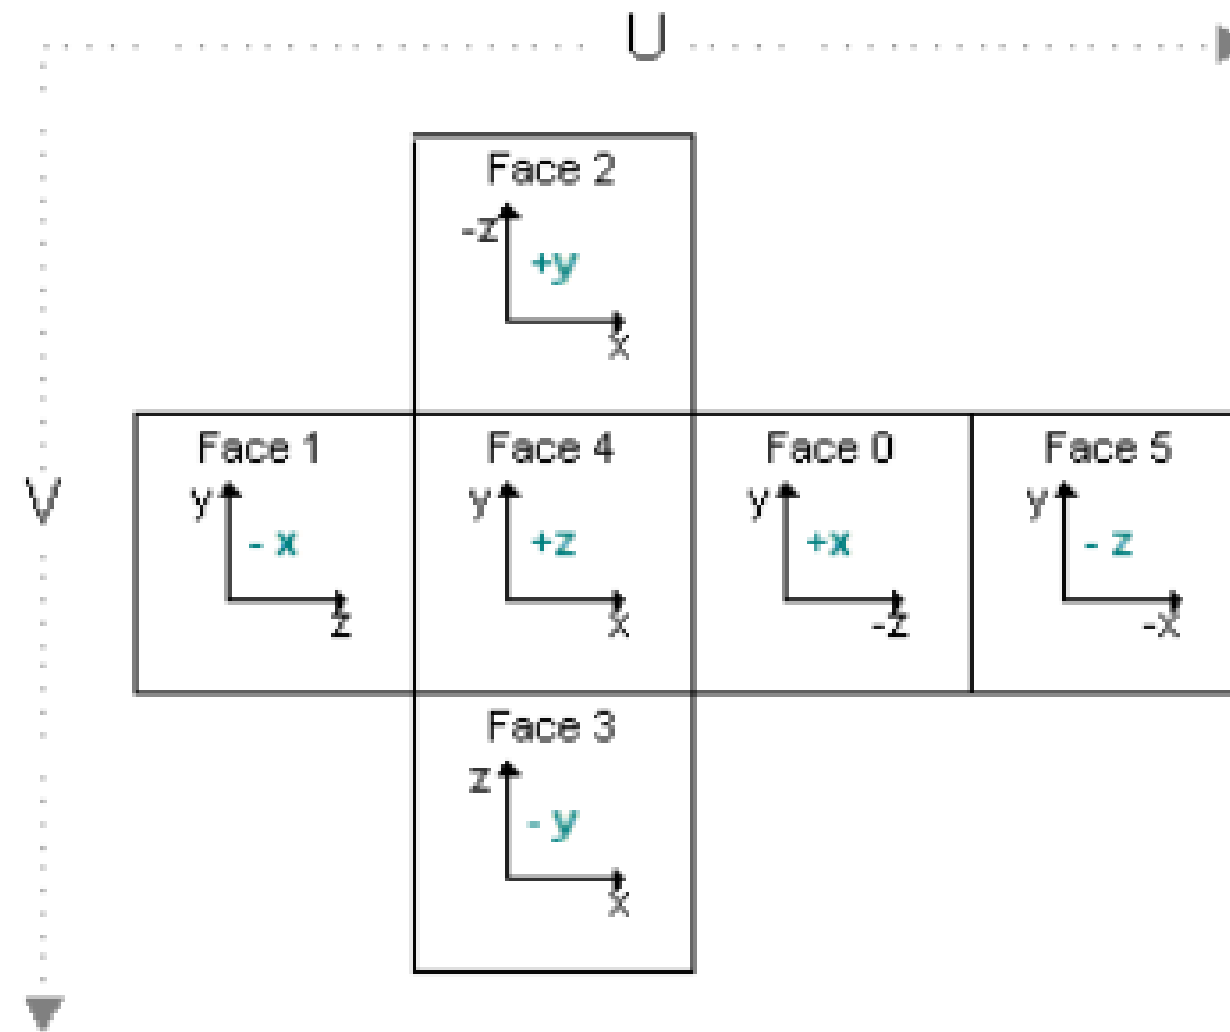 U
Face 2
-z
+y
x
Face 1 Face 4 Face 0 Face 5
V
y y y y
- x +z +x - z
z x -z -x
Face 3
z
- y
x